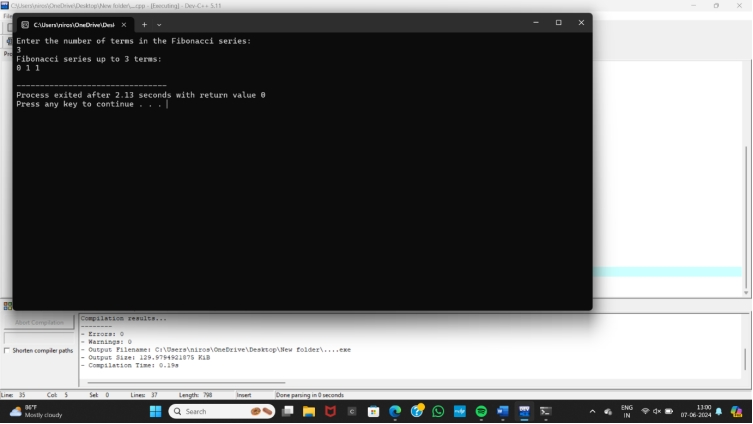 C:\Users\niros\OneDrive\Desktop\New folder\....cpp - [Executing] - Dev-C++ 5.11
C:\Users\niros\OneDrive\Desk
Enter the number of terms in the Fibonacci series:
3
Fibonacci series up to 3 terms:
0 1 1
--------------------------------
Process exited after 2.13 seconds with return value 0
Press any key to continue . . .
Compilation results...
--------
- Errors: 0
- Warnings: 0
- Output Filename: C:\Users\niros\OneDrive\Desktop\New folder\....exe
- Output Size: 129.9794921875 KiB
- Compilation Time: 0.19s
Abort Compilation
Shorten compiler paths
Line: 35 Col: 5 Sel: 0 Lines: 37 Length: 798 Insert Done parsing in 0 seconds
86°F
Mostly cloudy
Search
ENG
IN
13:00
07-06-2024